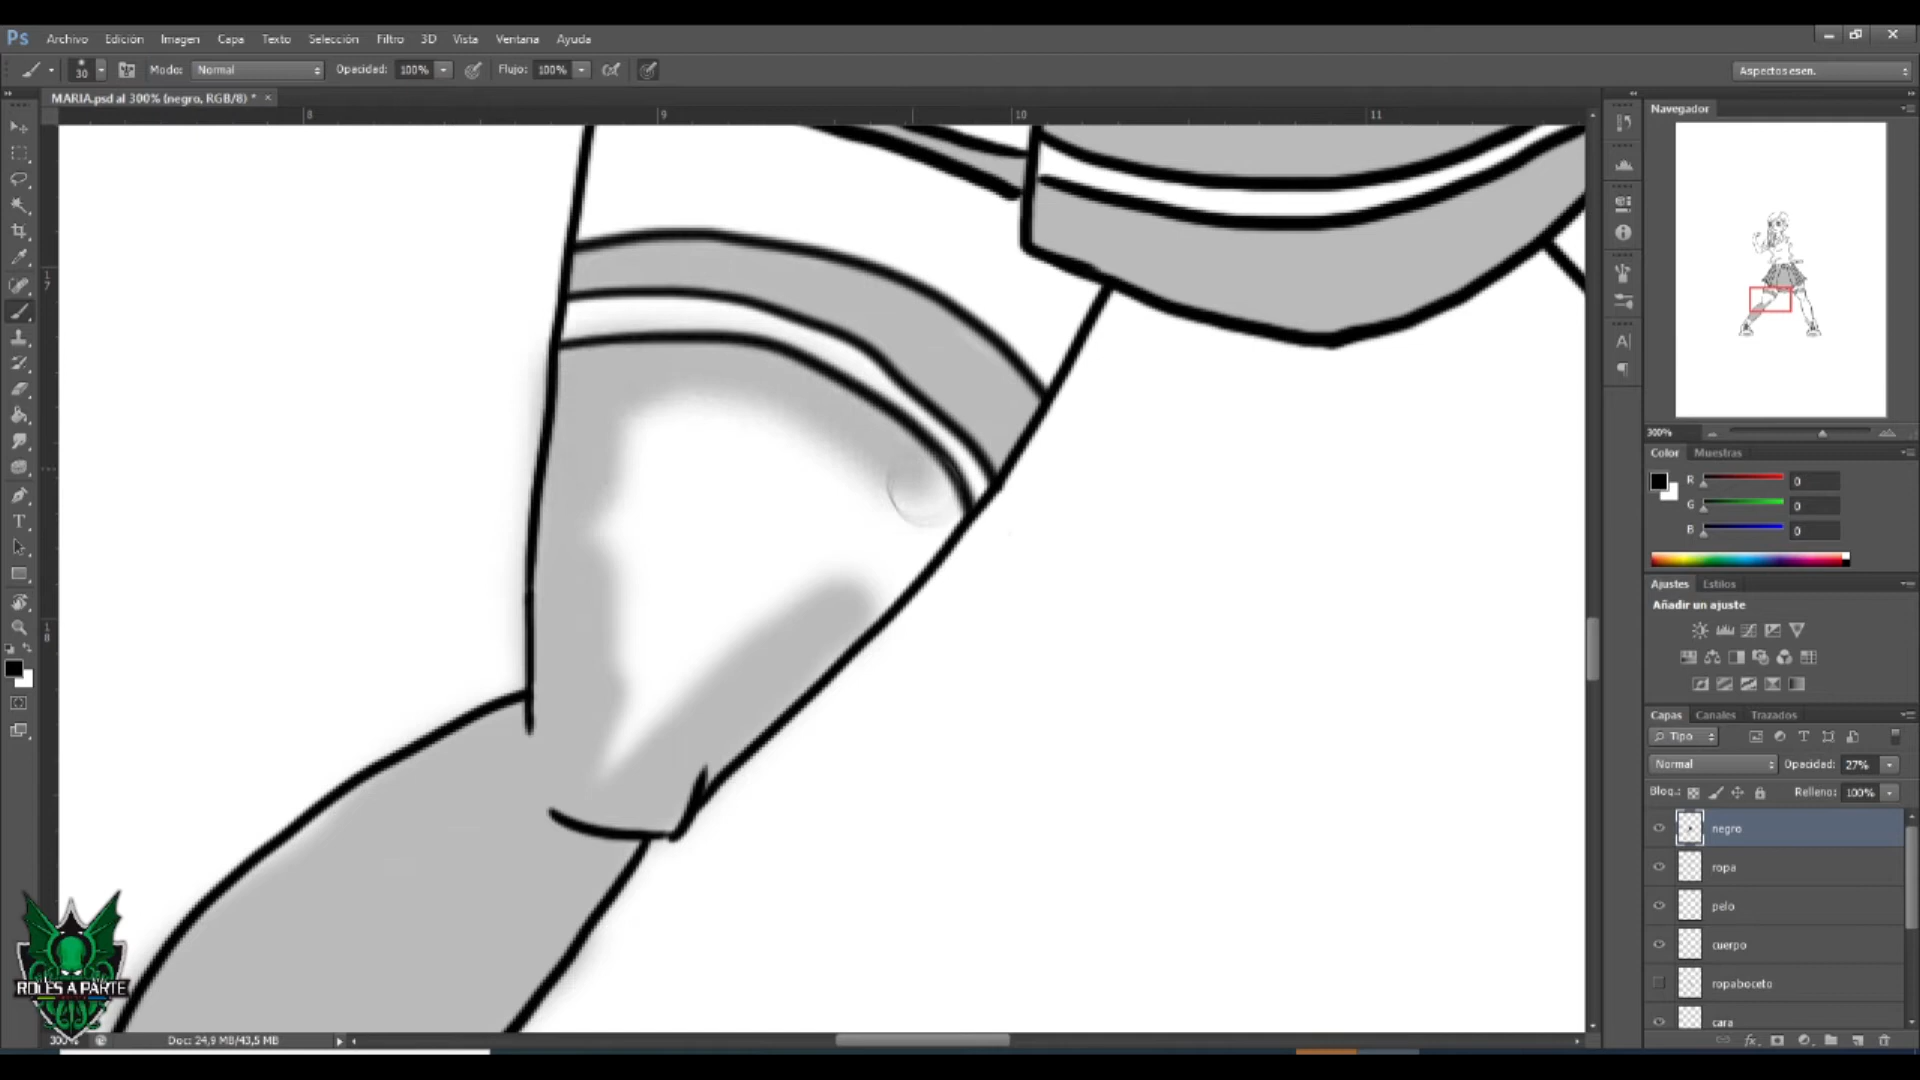 Ps Archivo Edición Imagen Capa Texto Selección Filtro 3D Vista Ventana Ayuda
30 Modo: Normal Opacidad: 100% Flujo: 100% Aspectos esen.
MARIA.psd al 300% (negro, RGB/8) * ×
8 9 10 11
17
18
Navegador
300%
Color Muestras
R 0
G 0
B 0
Ajustes Estilos
Añadir un ajuste
Capas Canales Trazados
Tipo
Normal Opacidad: 27%
Bloq.: Relleno: 100%
negro
ropa
pelo
cuerpo
ropaboceto
cara
fx
ROLES A PARTE
300% Doc: 24,9 MB/43,5 MB